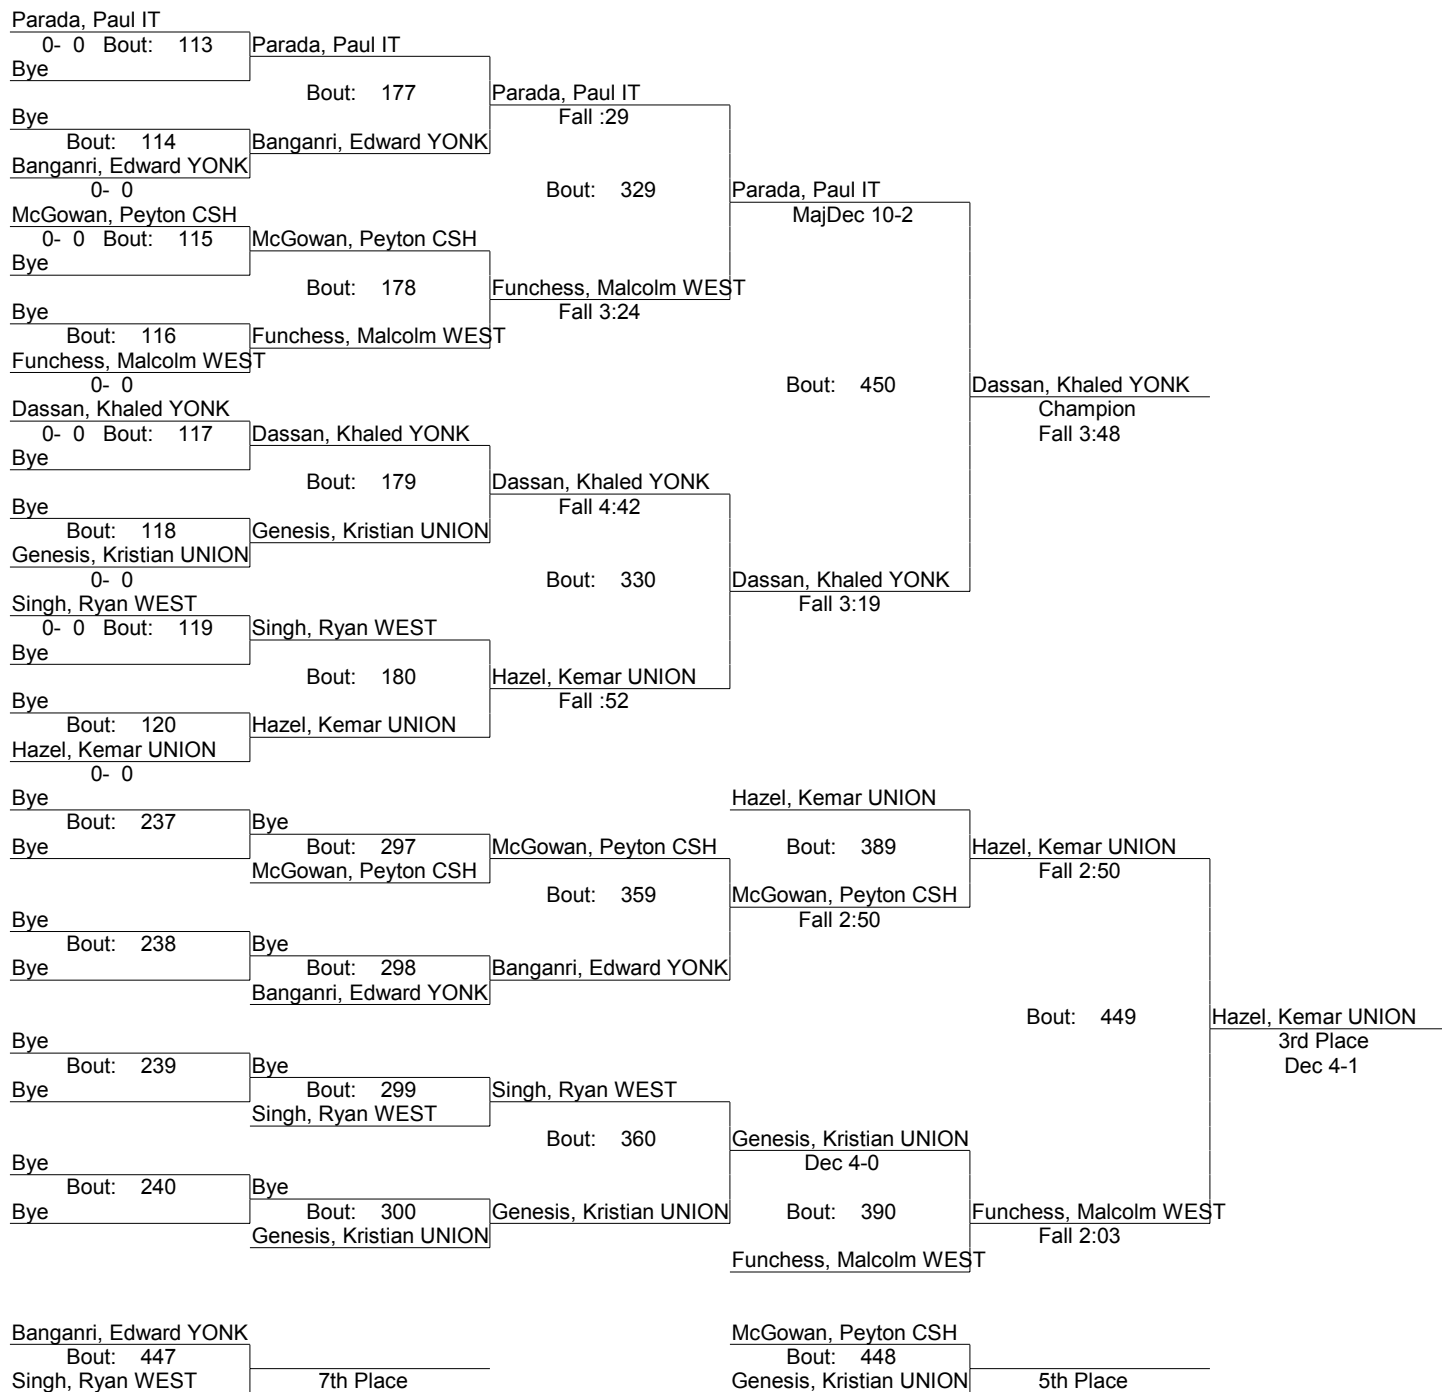 Parada, Paul IT
0- 0 Bout: 113 Parada, Paul IT
Bye
Bout: 177 Parada, Paul IT
Bye Fall :29
Bout: 114 Banganri, Edward YONK
Banganri, Edward YONK
0- 0 Bout: 329 Parada, Paul IT
McGowan, Peyton CSH MajDec 10-2
0- 0 Bout: 115 McGowan, Peyton CSH
Bye
Bout: 178 Funchess, Malcolm WEST
Bye Fall 3:24
Bout: 116 Funchess, Malcolm WEST
Funchess, Malcolm WEST
0- 0 Bout: 450 Dassan, Khaled YONK
Dassan, Khaled YONK Champion
0- 0 Bout: 117 Dassan, Khaled YONK Fall 3:48
Bye
Bout: 179 Dassan, Khaled YONK
Bye Fall 4:42
Bout: 118 Genesis, Kristian UNION
Genesis, Kristian UNION
0- 0 Bout: 330 Dassan, Khaled YONK
Singh, Ryan WEST Fall 3:19
0- 0 Bout: 119 Singh, Ryan WEST
Bye
Bout: 180 Hazel, Kemar UNION
Bye Fall :52
Bout: 120 Hazel, Kemar UNION
Hazel, Kemar UNION
0- 0
Bye Hazel, Kemar UNION
Bout: 237 Bye
Bye Bout: 297 McGowan, Peyton CSH Bout: 389 Hazel, Kemar UNION
McGowan, Peyton CSH Fall 2:50
Bout: 359 McGowan, Peyton CSH
Bye Fall 2:50
Bout: 238 Bye
Bye Bout: 298 Banganri, Edward YONK
Banganri, Edward YONK
Bout: 449 Hazel, Kemar UNION
Bye 3rd Place
Bout: 239 Bye Dec 4-1
Bye Bout: 299 Singh, Ryan WEST
Singh, Ryan WEST
Bout: 360 Genesis, Kristian UNION
Bye Dec 4-0
Bout: 240 Bye
Bye Bout: 300 Genesis, Kristian UNION Bout: 390 Funchess, Malcolm WEST
Genesis, Kristian UNION Fall 2:03
Funchess, Malcolm WEST
Banganri, Edward YONK McGowan, Peyton CSH
Bout: 447 Bout: 448
Singh, Ryan WEST 7th Place Genesis, Kristian UNION 5th Place